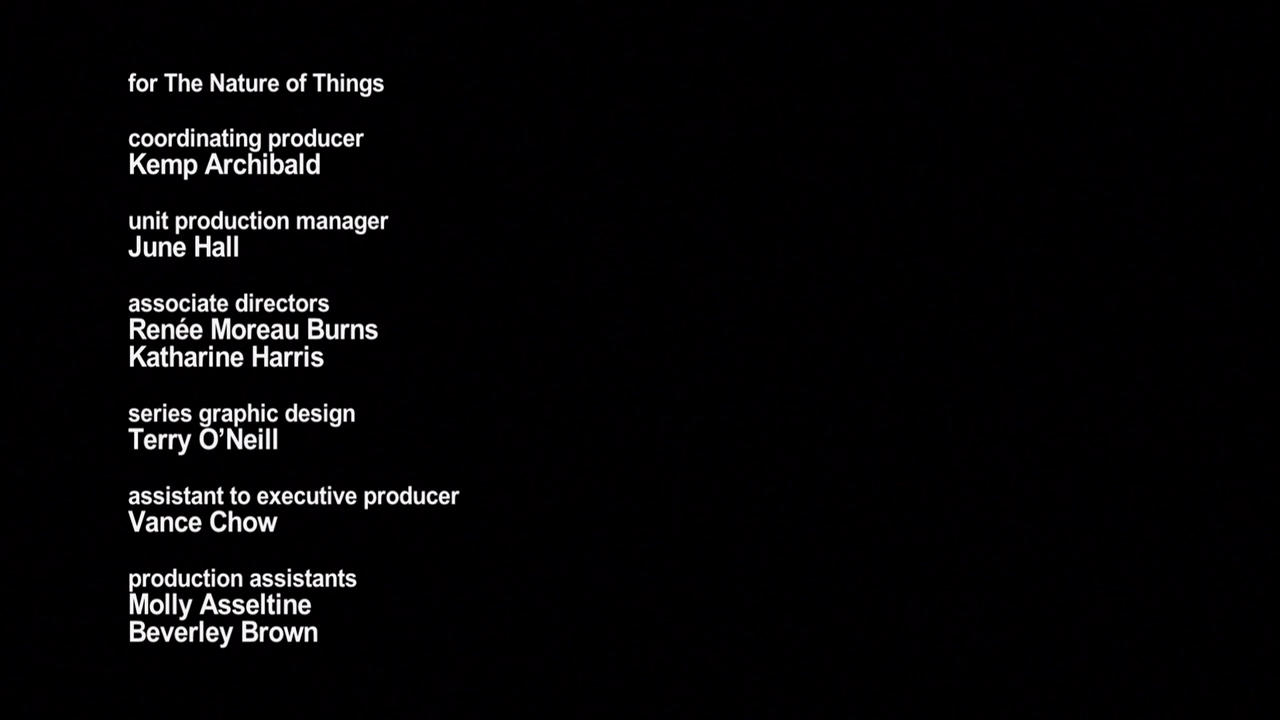 for The Nature of Things
coordinating producer
Kemp Archibald
unit production manager
June Hall
associate directors
Renée Moreau Burns
Katharine Harris
series graphic design
Terry O’Neill
assistant to executive producer
Vance Chow
production assistants
Molly Asseltine
Beverley Brown